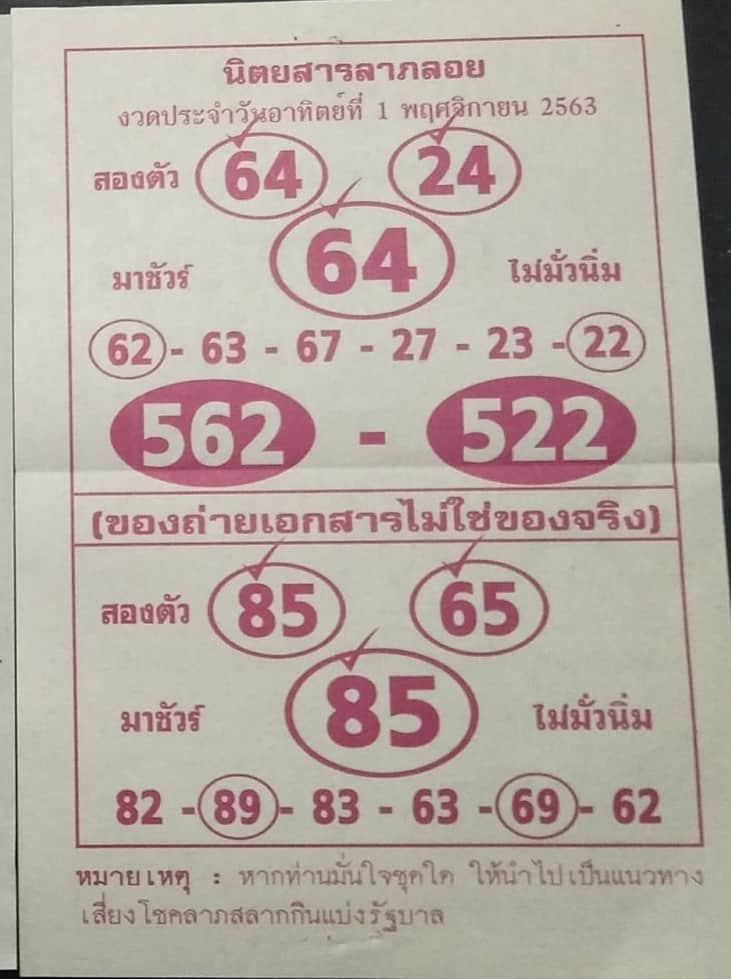 นิตยสารลาภลอย
งวดประจำวันอาทิตย์ที่ 1 พฤศจิกายน 2563
สองตัว 64 24
มาชัวร์ 64 ไม่มั่วนิ่ม
62 - 63 - 67 - 27 - 23 - 22
562 - 522
(ของถ่ายเอกสารไม่ใช่ของจริง)
สองตัว 85 65
มาชัวร์ 85 ไม่มั่วนิ่ม
82 - 89 - 83 - 63 - 69 - 62
หมายเหตุ : หากท่านมั่นใจชุดใด ให้นำไปเป็นแนวทาง
เสี่ยงโชคลาภสลากกินแบ่งรัฐบาล